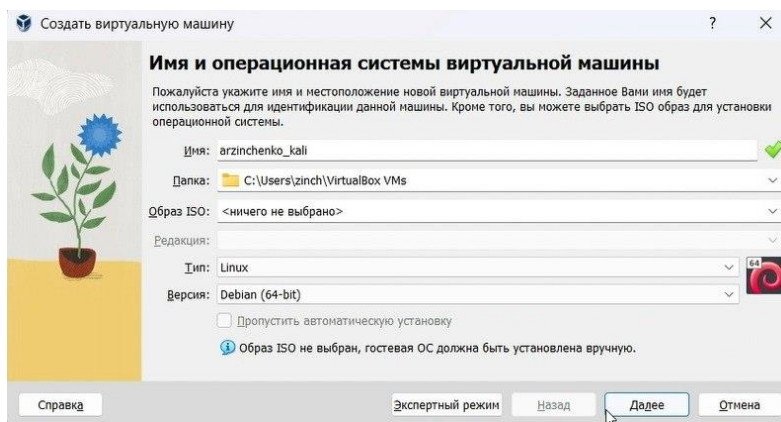 Создать виртуальную машину
?
Имя и операционная системы виртуальной машины
Пожалуйста укажите имя и местоположение новой виртуальной машины. Заданное Вами имя будет
использоваться для идентификации данной машины. Кроме того, вы можете выбрать ISO образ для установки
операционной системы.
Имя: arzinchenko_kali
Папка: C:\Users\zinch\VirtualBox VMs
Образ ISO: <ничего не выбрано>
Редакция:
Тип: Linux
64
Версия: Debian (64-bit)
Пропустить автоматическую установку
Образ ISO не выбран, гостевая ОС должна быть установлена вручную.
Справка Экспертный режим Назад Далее Отмена